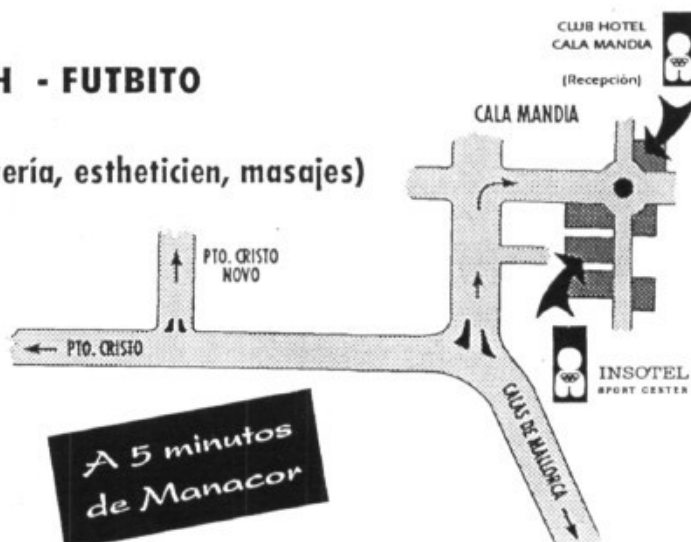 H - FUTBITO
ería, estheticien, masajes)
CLUB HOTEL
CALA MANDIA
(Recepción)
CALA MANDIA
PTO. CRISTO
NOVO
PTO. CRISTO
CALAS DE MALLORCA
INSOTEL
SPORT CENTER
A 5 minutos
de Manacor